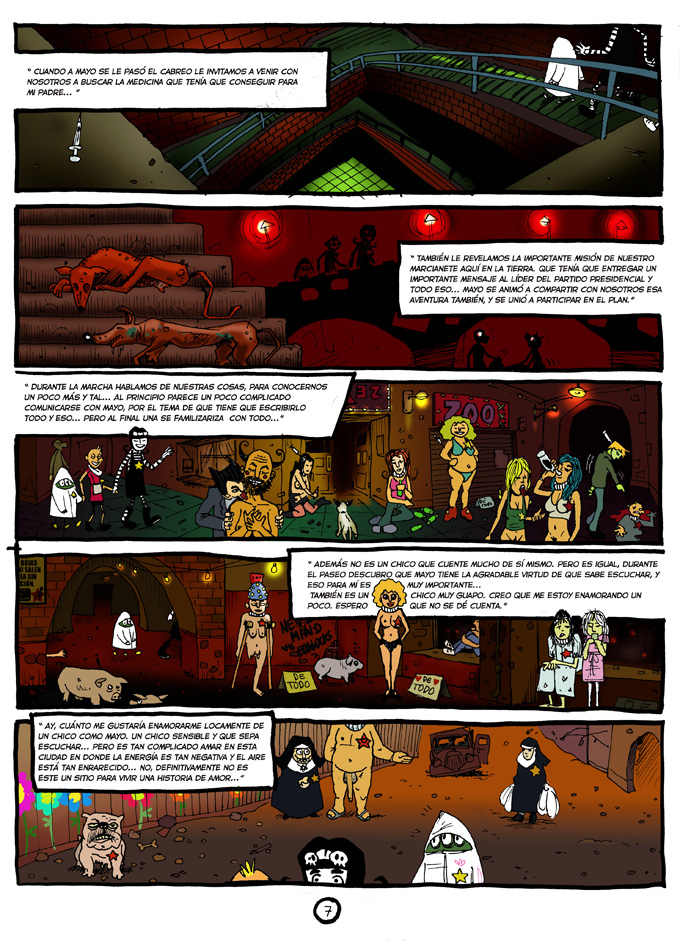 " CUANDO A MAYO SE LE PASÓ EL CABREO LE INVITAMOS A VENIR CON
NOSOTROS A BUSCAR LA MEDICINA QUE TENÍA QUE CONSEGUIR PARA
MI PADRE... "
" TAMBIÉN LE REVELAMOS LA IMPORTANTE MISIÓN DE NUESTRO
MARCIANETE AQUÍ EN LA TIERRA. QUE TENÍA QUE ENTREGAR UN
IMPORTANTE MENSAJE AL LÍDER DEL PARTIDO PRESIDENCIAL Y
TODO ESO... MAYO SE ANIMÓ A COMPARTIR CON NOSOTROS ESA
AVENTURA TAMBIÉN, Y SE UNIÓ A PARTICIPAR EN EL PLAN."
" DURANTE LA MARCHA HABLAMOS DE NUESTRAS COSAS, PARA CONOCERNOS
UN POCO MÁS Y TAL... AL PRINCIPIO PARECE UN POCO COMPLICADO
COMUNICARSE CON MAYO, POR EL TEMA DE QUE TIENE QUE ESCRIBIRLO
TODO Y ESO... PERO AL FINAL UNA SE FAMILIZARIZA CON TODO..."
EZ
ZOO
" ADEMÁS NO ES UN CHICO QUE CUENTE MUCHO DE SÍ MISMO. PERO ES IGUAL, DURANTE
EL PASEO DESCUBRO QUE MAYO TIENE LA AGRADABLE VIRTUD DE QUE SABE ESCUCHAR, Y
ESO PARA MÍ ES MUY IMPORTANTE...
TAMBIÉN ES UN CHICO MUY GUAPO. CREO QUE ME ESTOY ENAMORANDO UN
POCO. ESPERO QUE NO SE DÉ CUENTA."
ROJAS
NI SALEN
EA SIN
CIÓN.
MIND
DE
TODO
DE
TODO
" AY, CUÁNTO ME GUSTARÍA ENAMORARME LOCAMENTE DE
UN CHICO COMO MAYO. UN CHICO SENSIBLE Y QUE SEPA
ESCUCHAR... PERO ES TAN COMPLICADO AMAR EN ESTA
CIUDAD EN DONDE LA ENERGÍA ES TAN NEGATIVA Y EL AIRE
ESTÁ TAN ENRARECIDO... NO, DEFINITIVAMENTE NO ES
ESTE UN SITIO PARA VIVIR UNA HISTORIA DE AMOR..."
7